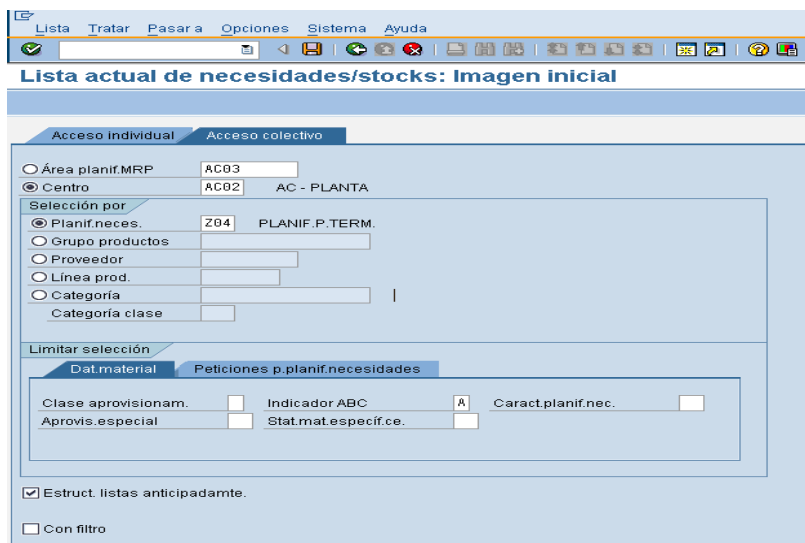 Lista Tratar Pasar a Opciones Sistema Ayuda
Lista actual de necesidades/stocks: Imagen inicial
Acceso individual Acceso colectivo
Área planif.MRP AC03
Centro AC02 AC - PLANTA
Selección por
Planif.neces. Z04 PLANIF.P.TERM.
Grupo productos
Proveedor
Línea prod.
Categoría
Categoría clase
Limitar selección
Dat.material Peticiones p.planif.necesidades
Clase aprovisionam. Indicador ABC A Caract.planif.nec.
Aprovis.especial Stat.mat.específ.ce.
Estruct. listas anticipadamte.
Con filtro